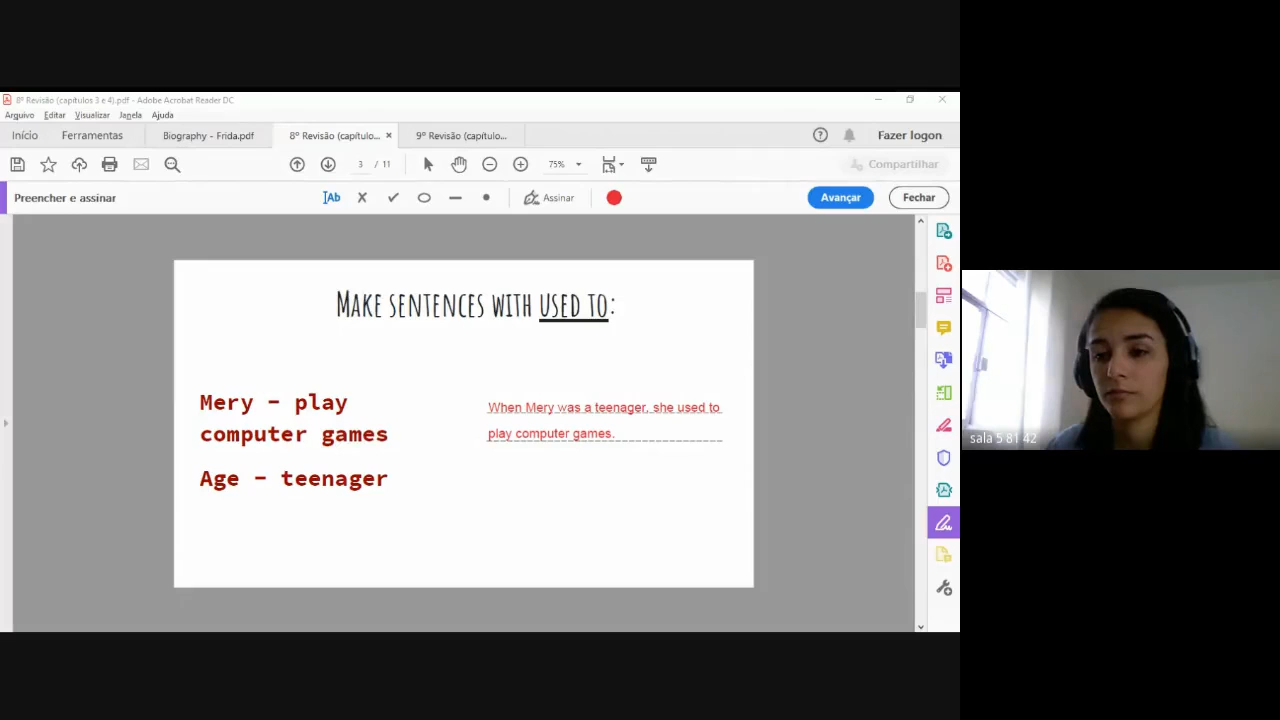 8º Revisão (capítulos 3 e 4).pdf - Adobe Acrobat Reader DC
Arquivo Editar Visualizar Janela Ajuda
Início Ferramentas Biography - Frida.pdf 8º Revisão (capítulo... × 9º Revisão (capítulo... Fazer logon
3 / 11 75% Compartilhar
Preencher e assinar Ab Assinar Avançar Fechar
MAKE SENTENCES WITH USED TO:
Mery - play
computer games
Age - teenager
When Mery was a teenager, she used to
play computer games.
sala 5 81 42